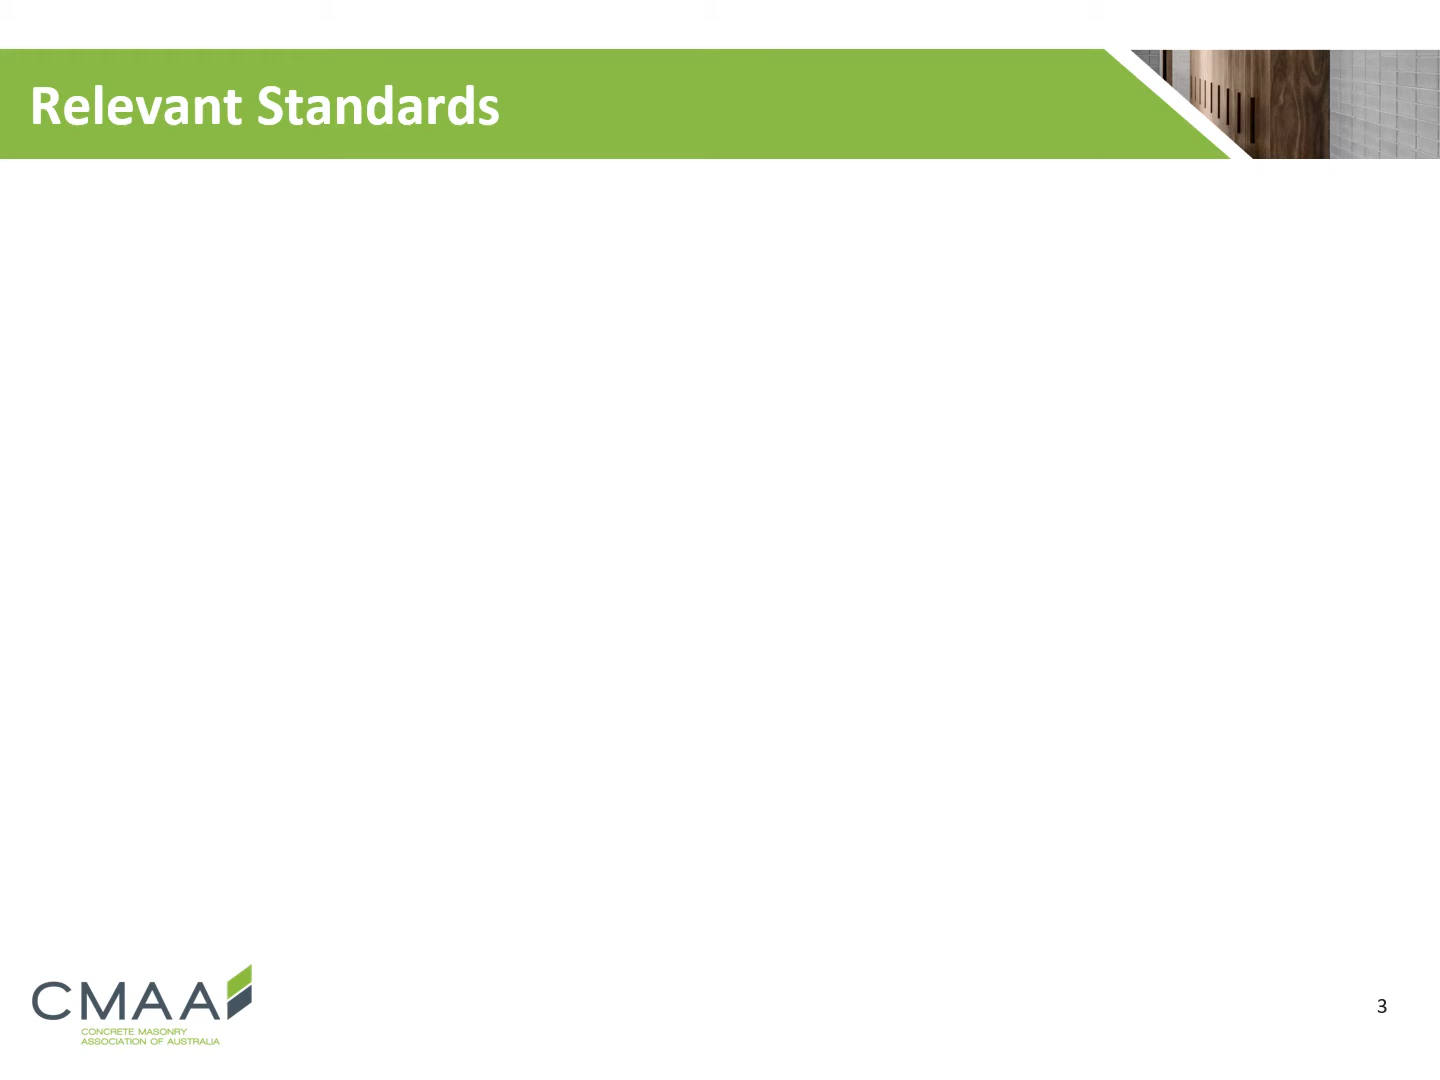 Relevant Standards
CMAA
CONCRETE MASONRY
ASSOCIATION OF AUSTRALIA
3